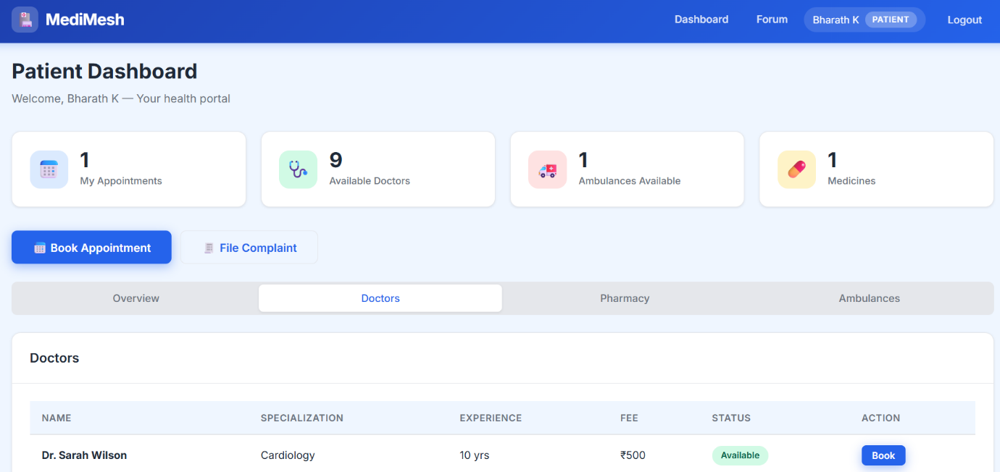 MediMesh
Dashboard
Forum
Bharath K PATIENT
Logout
Patient Dashboard
Welcome, Bharath K — Your health portal
1
My Appointments
9
Available Doctors
1
Ambulances Available
1
Medicines
Book Appointment
File Complaint
Overview
Doctors
Pharmacy
Ambulances
Doctors
NAME SPECIALIZATION EXPERIENCE FEE STATUS ACTION
Dr. Sarah Wilson Cardiology 10 yrs ₹500 Available Book